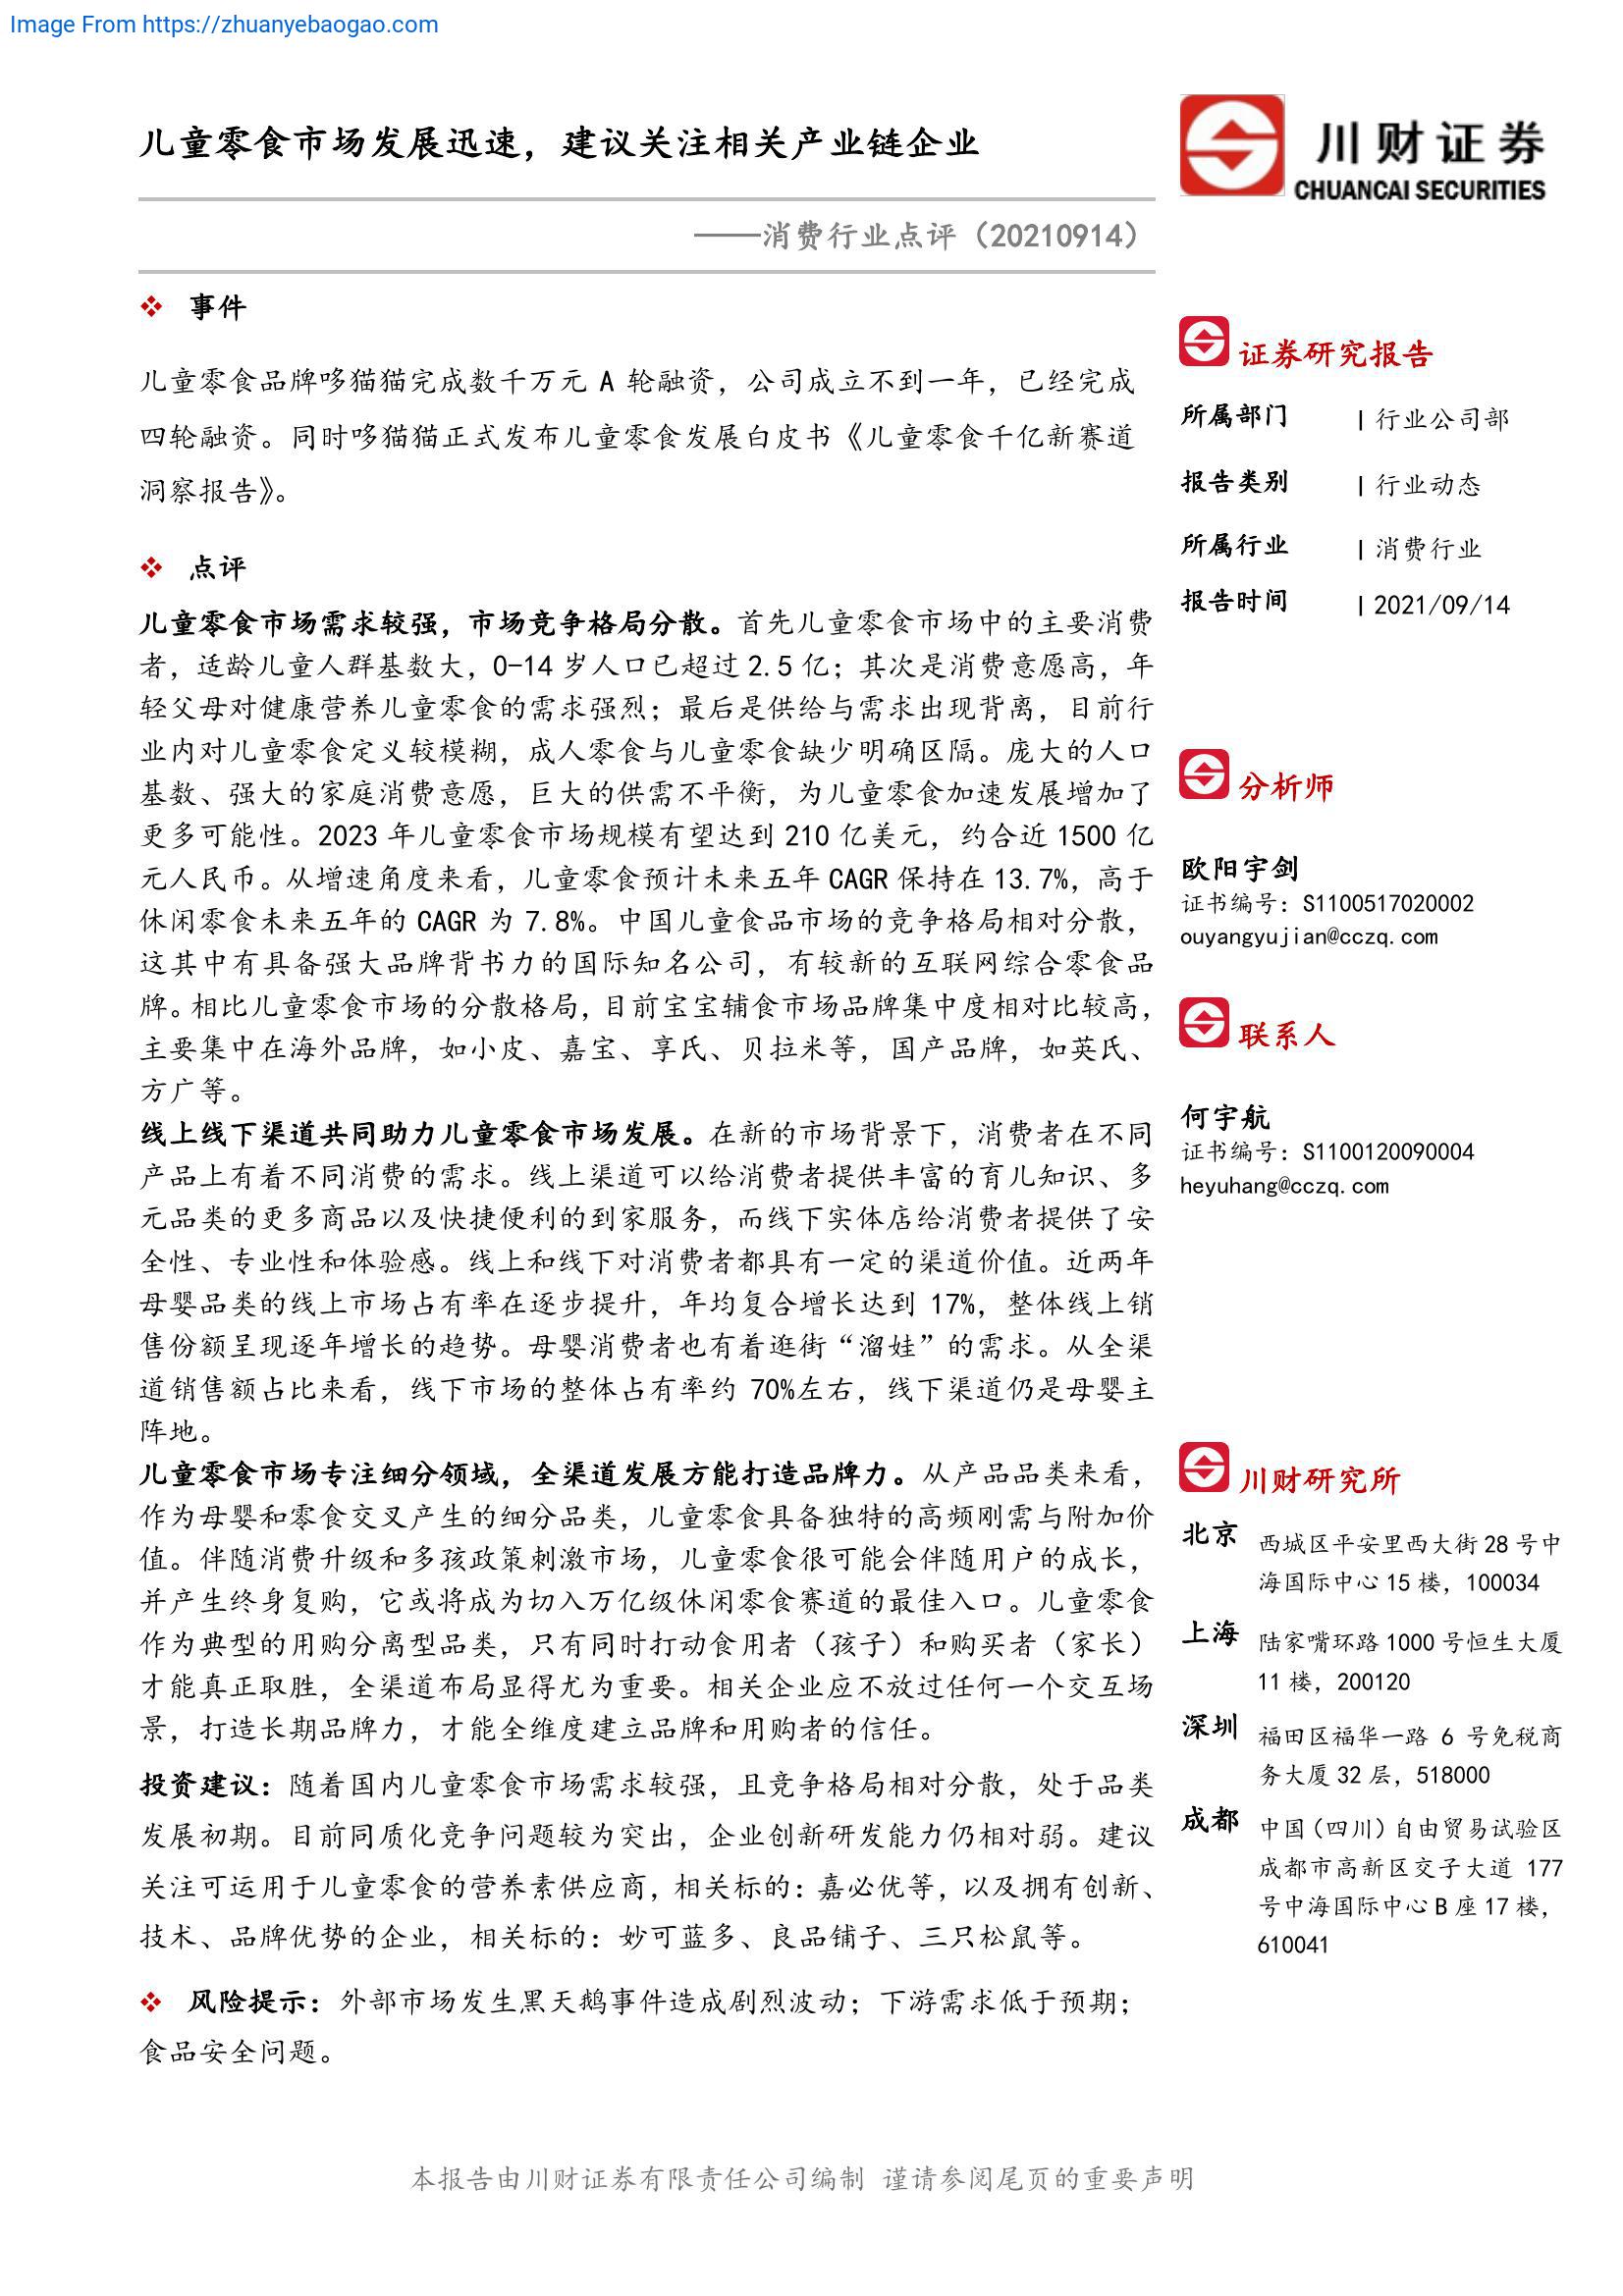 Image From https://zhuanyebaogao.com
儿童零食市场发展迅速，建议关注相关产业链企业
——消费行业点评（20210914）
川财证券
CHUANCAI SECURITIES
❖ 事件
儿童零食品牌哆猫猫完成数千万元 A 轮融资，公司成立不到一年，已经完成
四轮融资。同时哆猫猫正式发布儿童零食发展白皮书《儿童零食千亿新赛道
洞察报告》。
❖ 点评
儿童零食市场需求较强，市场竞争格局分散。首先儿童零食市场中的主要消费
者，适龄儿童人群基数大，0-14 岁人口已超过 2.5 亿；其次是消费意愿高，年
轻父母对健康营养儿童零食的需求强烈；最后是供给与需求出现背离，目前行
业内对儿童零食定义较模糊，成人零食与儿童零食缺少明确区隔。庞大的人口
基数、强大的家庭消费意愿，巨大的供需不平衡，为儿童零食加速发展增加了
更多可能性。2023 年儿童零食市场规模有望达到 210 亿美元，约合近 1500 亿
元人民币。从增速角度来看，儿童零食预计未来五年 CAGR 保持在 13.7%，高于
休闲零食未来五年的 CAGR 为 7.8%。中国儿童食品市场的竞争格局相对分散，
这其中有具备强大品牌背书力的国际知名公司，有较新的互联网综合零食品
牌。相比儿童零食市场的分散格局，目前宝宝辅食市场品牌集中度相对比较高，
主要集中在海外品牌，如小皮、嘉宝、享氏、贝拉米等，国产品牌，如英氏、
方广等。
线上线下渠道共同助力儿童零食市场发展。在新的市场背景下，消费者在不同
产品上有着不同消费的需求。线上渠道可以给消费者提供丰富的育儿知识、多
元品类的更多商品以及快捷便利的到家服务，而线下实体店给消费者提供了安
全性、专业性和体验感。线上和线下对消费者都具有一定的渠道价值。近两年
母婴品类的线上市场占有率在逐步提升，年均复合增长达到 17%，整体线上销
售份额呈现逐年增长的趋势。母婴消费者也有着逛街“溜娃”的需求。从全渠
道销售额占比来看，线下市场的整体占有率约 70%左右，线下渠道仍是母婴主
阵地。
儿童零食市场专注细分领域，全渠道发展方能打造品牌力。从产品品类来看，
作为母婴和零食交叉产生的细分品类，儿童零食具备独特的高频刚需与附加价
值。伴随消费升级和多孩政策刺激市场，儿童零食很可能会伴随用户的成长，
并产生终身复购，它或将成为切入万亿级休闲零食赛道的最佳入口。儿童零食
作为典型的用购分离型品类，只有同时打动食用者（孩子）和购买者（家长）
才能真正取胜，全渠道布局显得尤为重要。相关企业应不放过任何一个交互场
景，打造长期品牌力，才能全维度建立品牌和用购者的信任。
投资建议：随着国内儿童零食市场需求较强，且竞争格局相对分散，处于品类
发展初期。目前同质化竞争问题较为突出，企业创新研发能力仍相对弱。建议
关注可运用于儿童零食的营养素供应商，相关标的：嘉必优等，以及拥有创新、
技术、品牌优势的企业，相关标的：妙可蓝多、良品铺子、三只松鼠等。
❖ 风险提示：外部市场发生黑天鹅事件造成剧烈波动；下游需求低于预期；
食品安全问题。
证券研究报告
所属部门 | 行业公司部
报告类别 | 行业动态
所属行业 | 消费行业
报告时间 | 2021/09/14
分析师
欧阳宇剑
证书编号：S1100517020002
ouyangyujian@cczq.com
联系人
何宇航
证书编号：S1100120090004
heyuhang@cczq.com
川财研究所
北京 西城区平安里西大街 28 号中
海国际中心 15 楼，100034
上海 陆家嘴环路 1000 号恒生大厦
11 楼，200120
深圳 福田区福华一路 6 号免税商
务大厦 32 层，518000
成都 中国（四川）自由贸易试验区
成都市高新区交子大道 177
号中海国际中心 B 座 17 楼，
610041
本报告由川财证券有限责任公司编制 谨请参阅尾页的重要声明